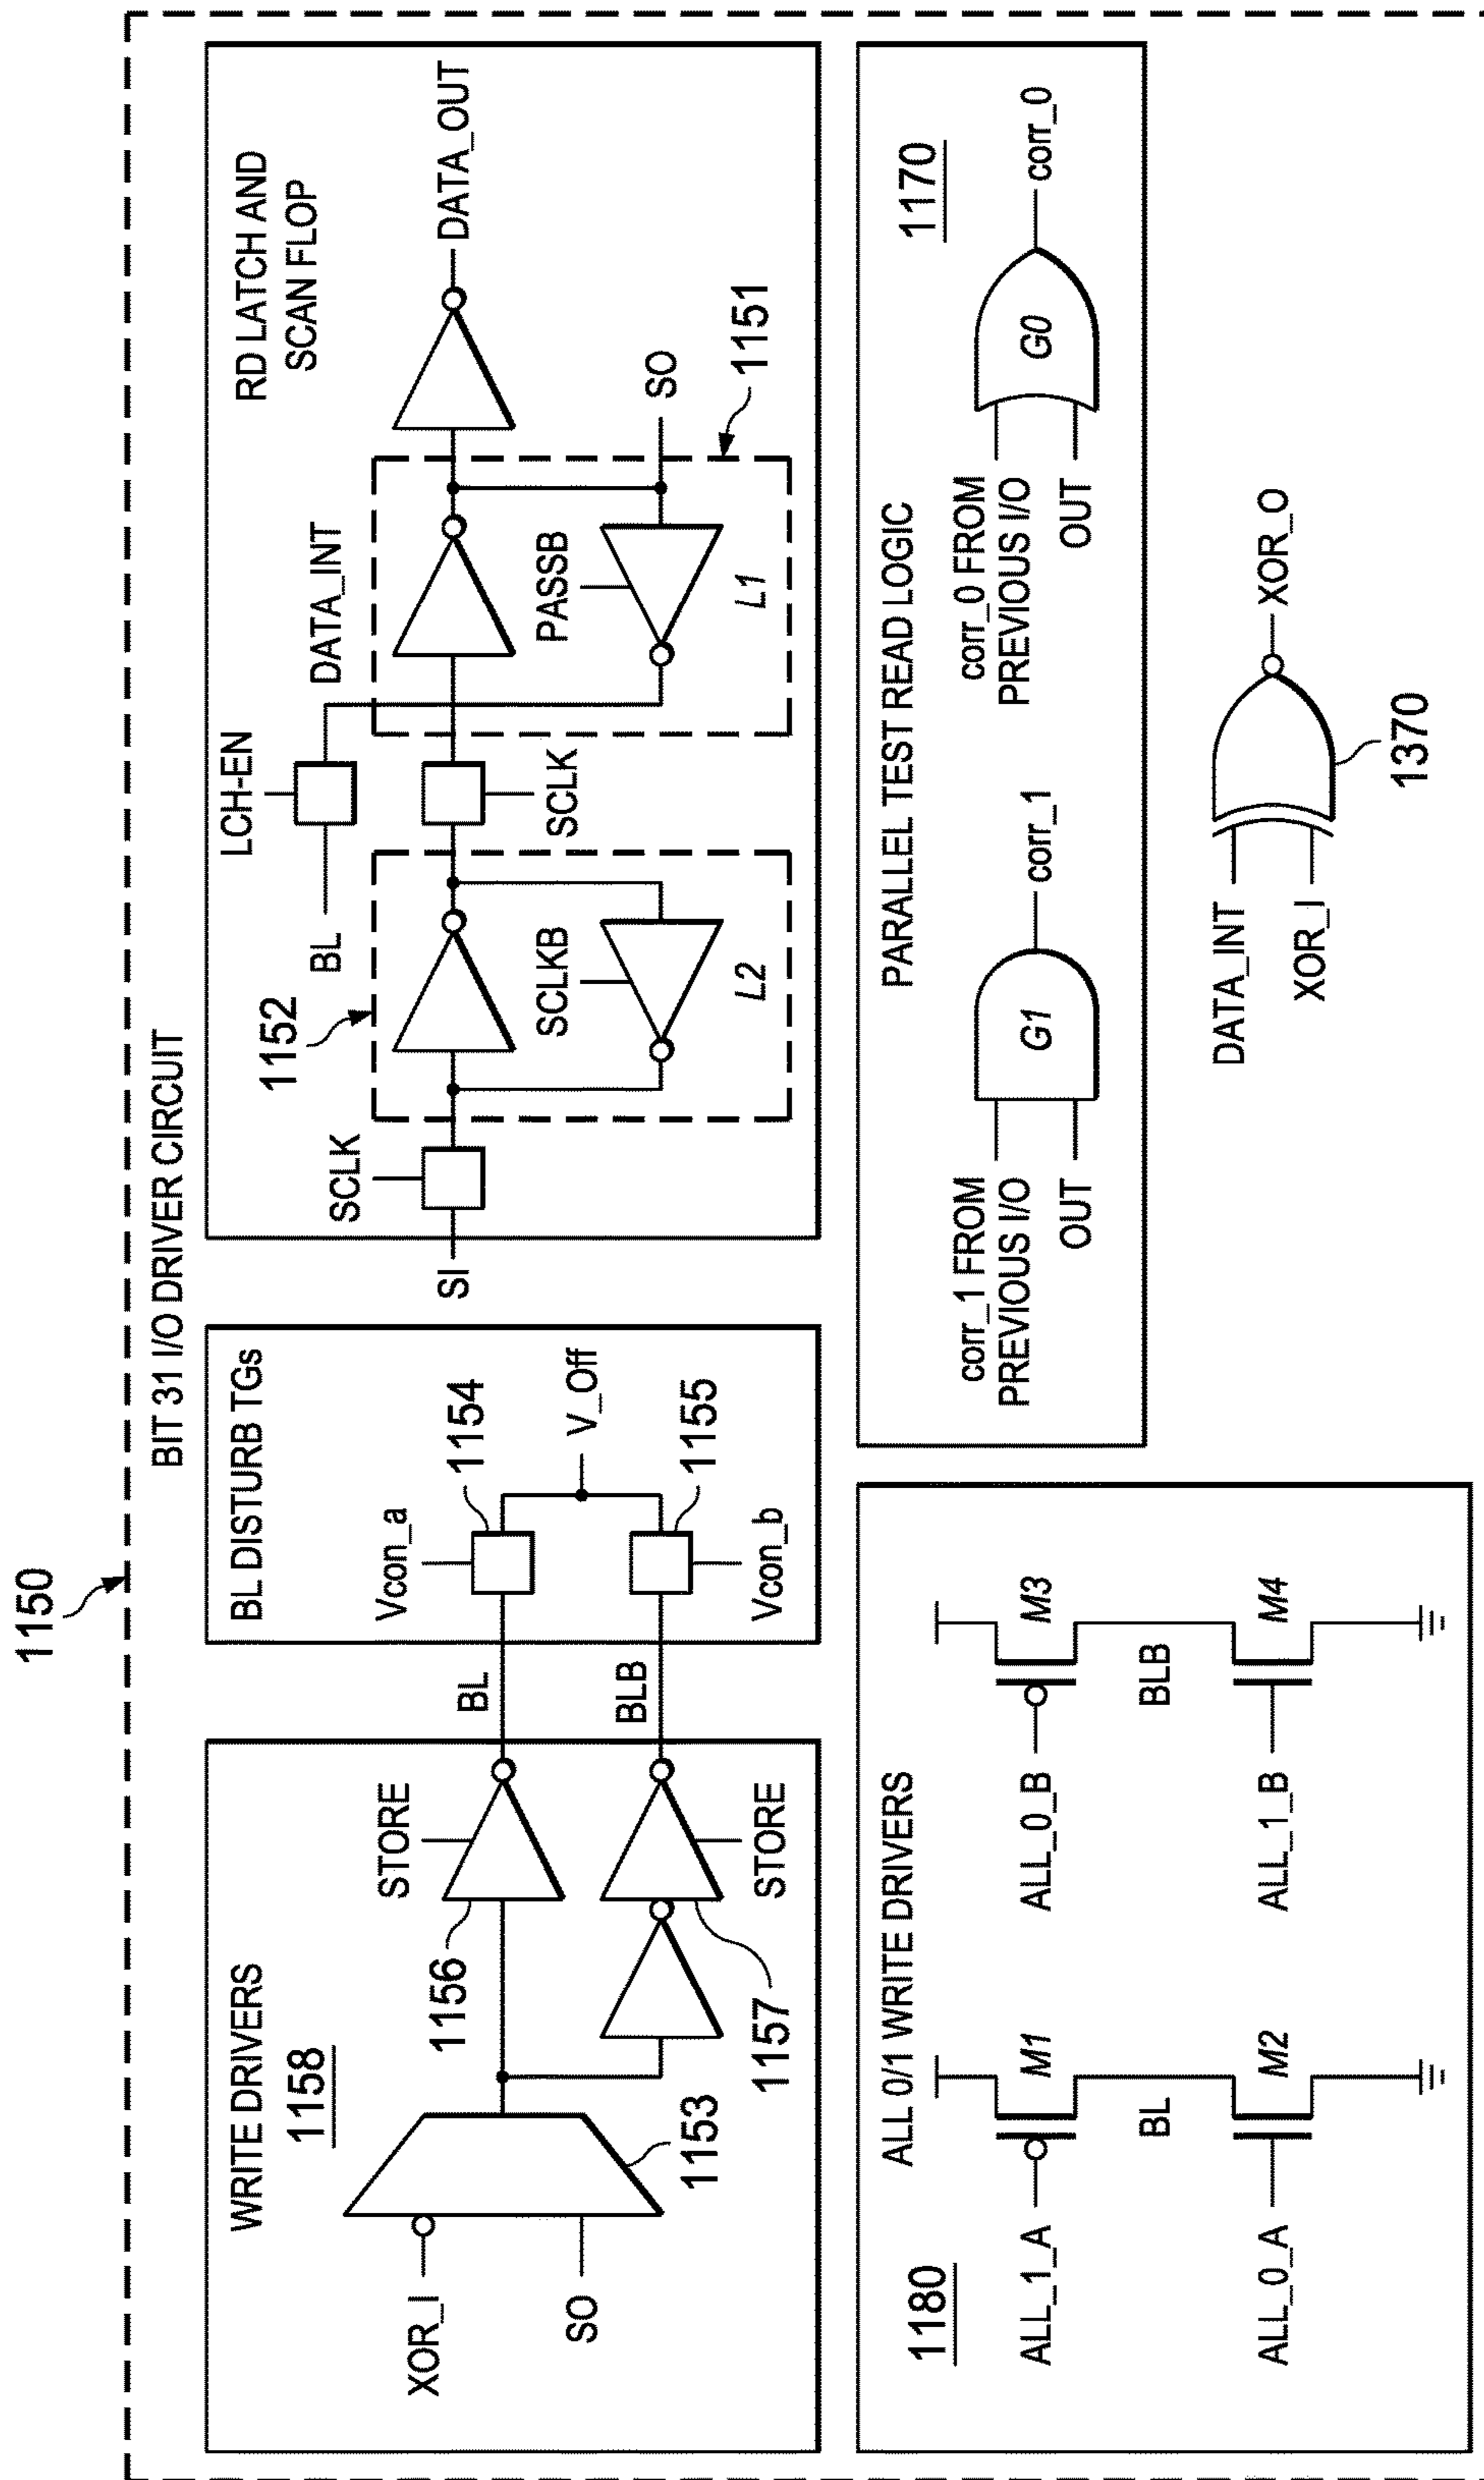 1150
BIT 31 I/O DRIVER CIRCUIT
WRITE DRIVERS
1158
XOR_I
SO
1153
1156
1157
STORE
STORE
BL
BLB
BL DISTURB TGs
Vcon_a
1154
V_Off
1155
Vcon_b
RD LATCH AND
SCAN FLOP
SI
SCLK
1152
SCLKB
L2
BL
LCH-EN
SCLK
DATA_INT
PASSB
L1
SO
1151
DATA_OUT
ALL 0/1 WRITE DRIVERS
1180
ALL_1_A
M1
BL
ALL_0_A
M2
ALL_0_B
M3
BLB
ALL_1_B
M4
PARALLEL TEST READ LOGIC
1170
corr_1 FROM
PREVIOUS I/O
OUT
G1
corr_1
corr_0 FROM
PREVIOUS I/O
OUT
G0
corr_0
DATA_INT
XOR_I
XOR_O
1370